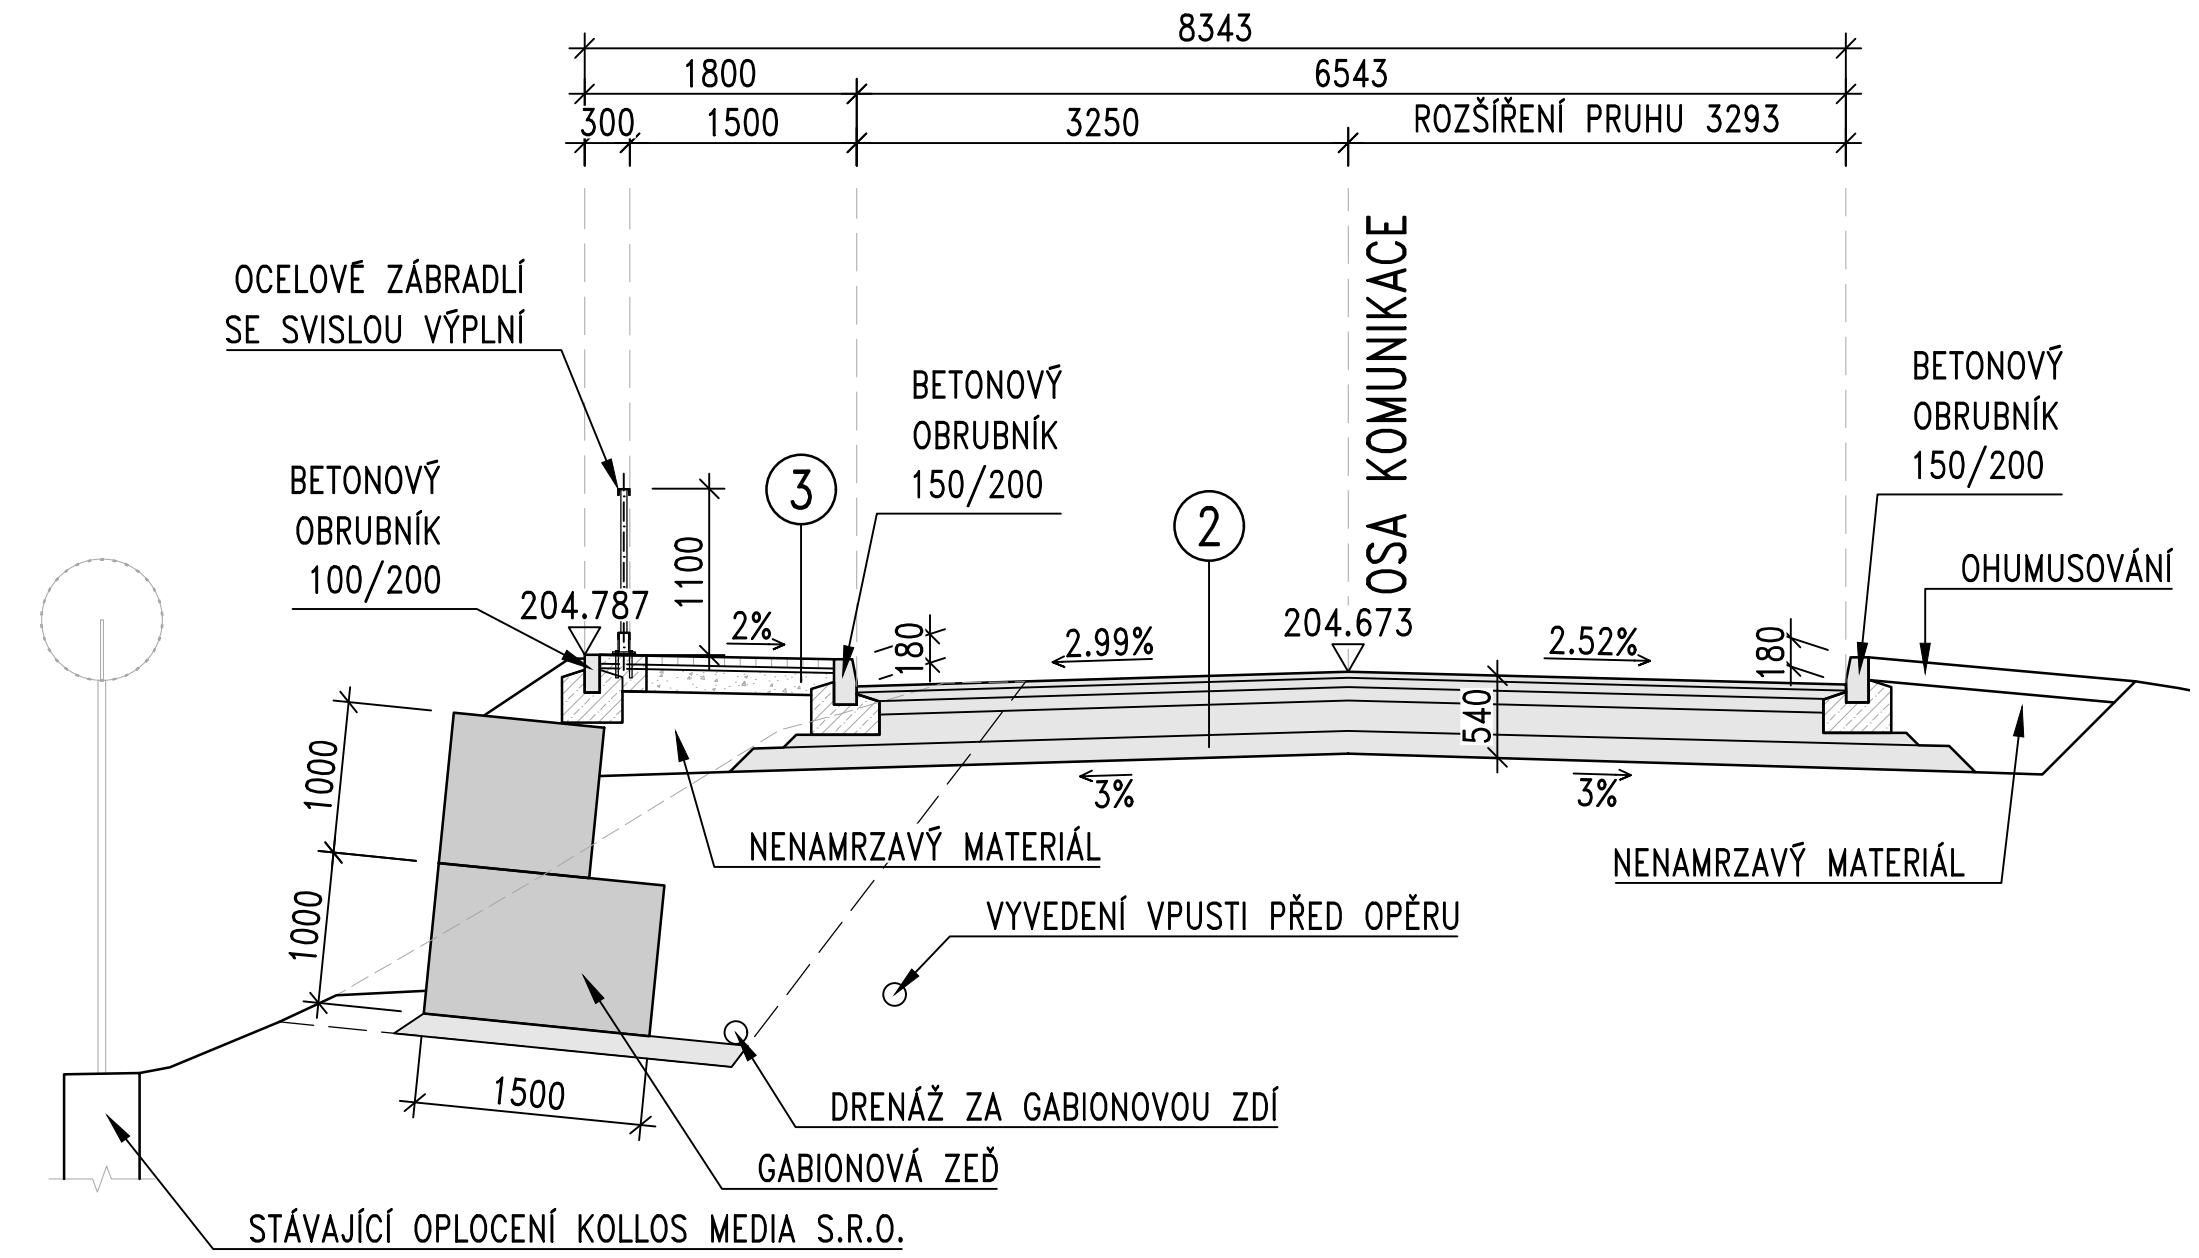 8343
1800
6543
300
1500
3250
ROZŠÍŘENÍ PRUHU 3293
OSA KOMUNIKACE
OCELOVÉ ZÁBRADLÍ
SE SVISLOU VÝPLNÍ
BETONOVÝ
OBRUBNÍK
150/200
BETONOVÝ
OBRUBNÍK
150/200
BETONOVÝ
OBRUBNÍK
100/200
3
2
1100
OHUMUSOVÁNÍ
204.787
2%
180
2.99%
204.673
2.52%
180
540
3%
3%
1000
1000
NENAMRZAVÝ MATERIÁL
NENAMRZAVÝ MATERIÁL
VYVEDENÍ VPUSTI PŘED OPĚRU
1500
DRENÁŽ ZA GABIONOVOU ZDÍ
GABIONOVÁ ZEĎ
STÁVAJÍCÍ OPLOCENÍ KOLLOS MEDIA S.R.O.